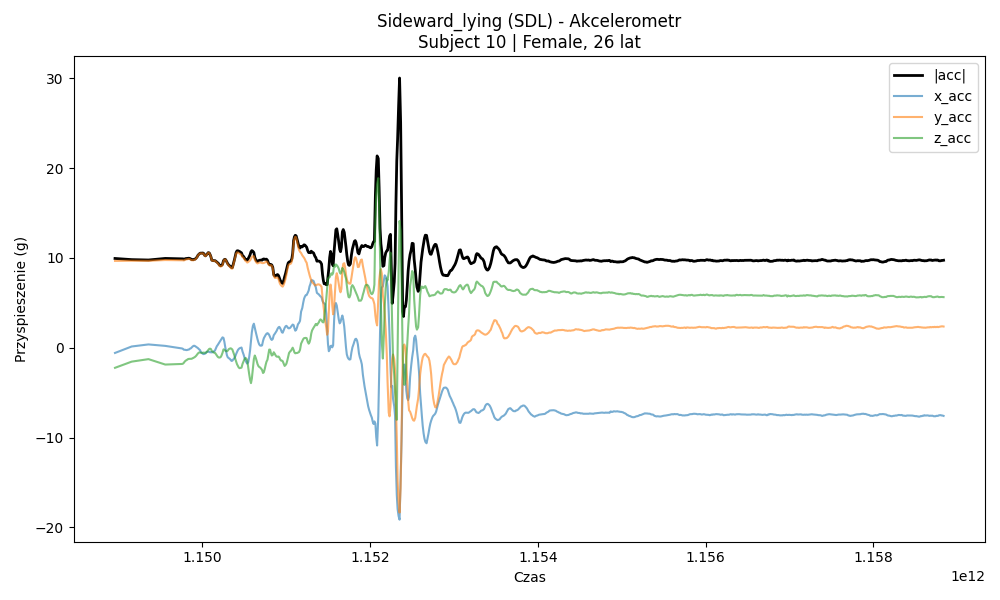 Sideward_lying (SDL) - Akcelerometr
Subject 10 | Female, 26 lat
|acc|
x_acc
y_acc
z_acc
Przyspieszenie (g)
30
20
10
0
−10
−20
1.150
1.152
1.154
1.156
1.158
1e12
Czas